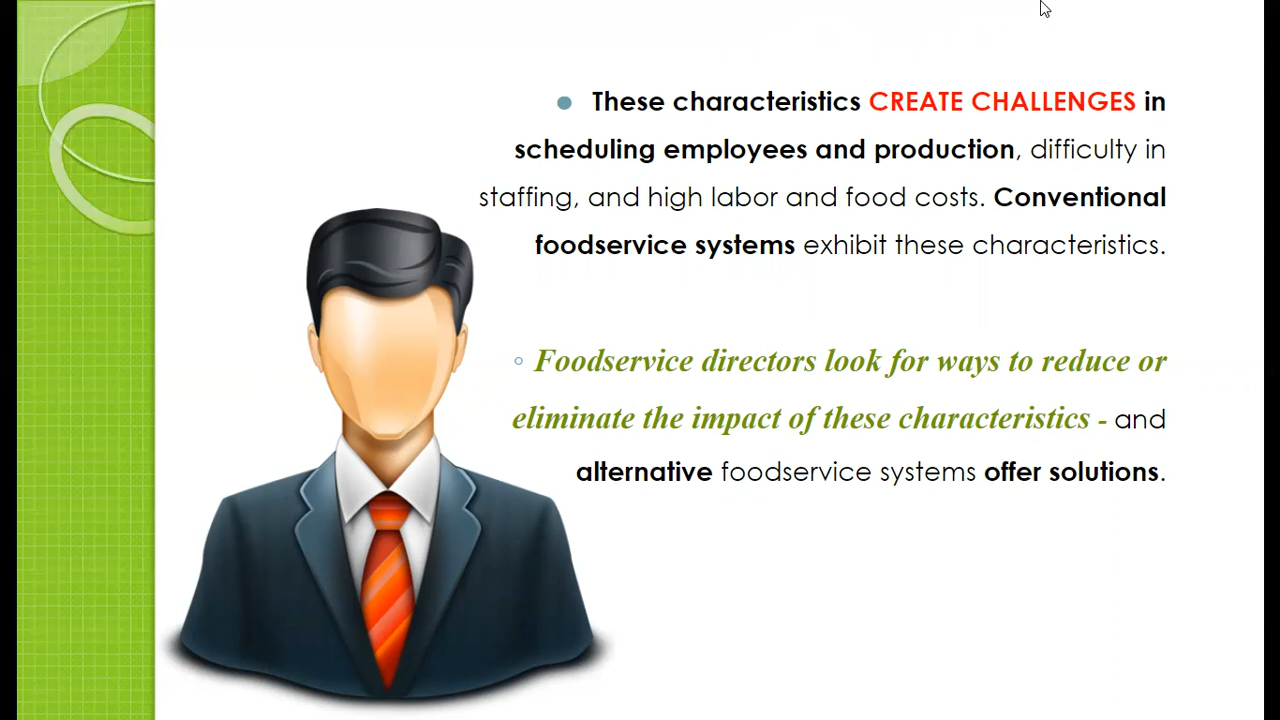 These characteristics CREATE CHALLENGES in
scheduling employees and production, difficulty in
staffing, and high labor and food costs. Conventional
foodservice systems exhibit these characteristics.
Foodservice directors look for ways to reduce or
eliminate the impact of these characteristics - and
alternative foodservice systems offer solutions.